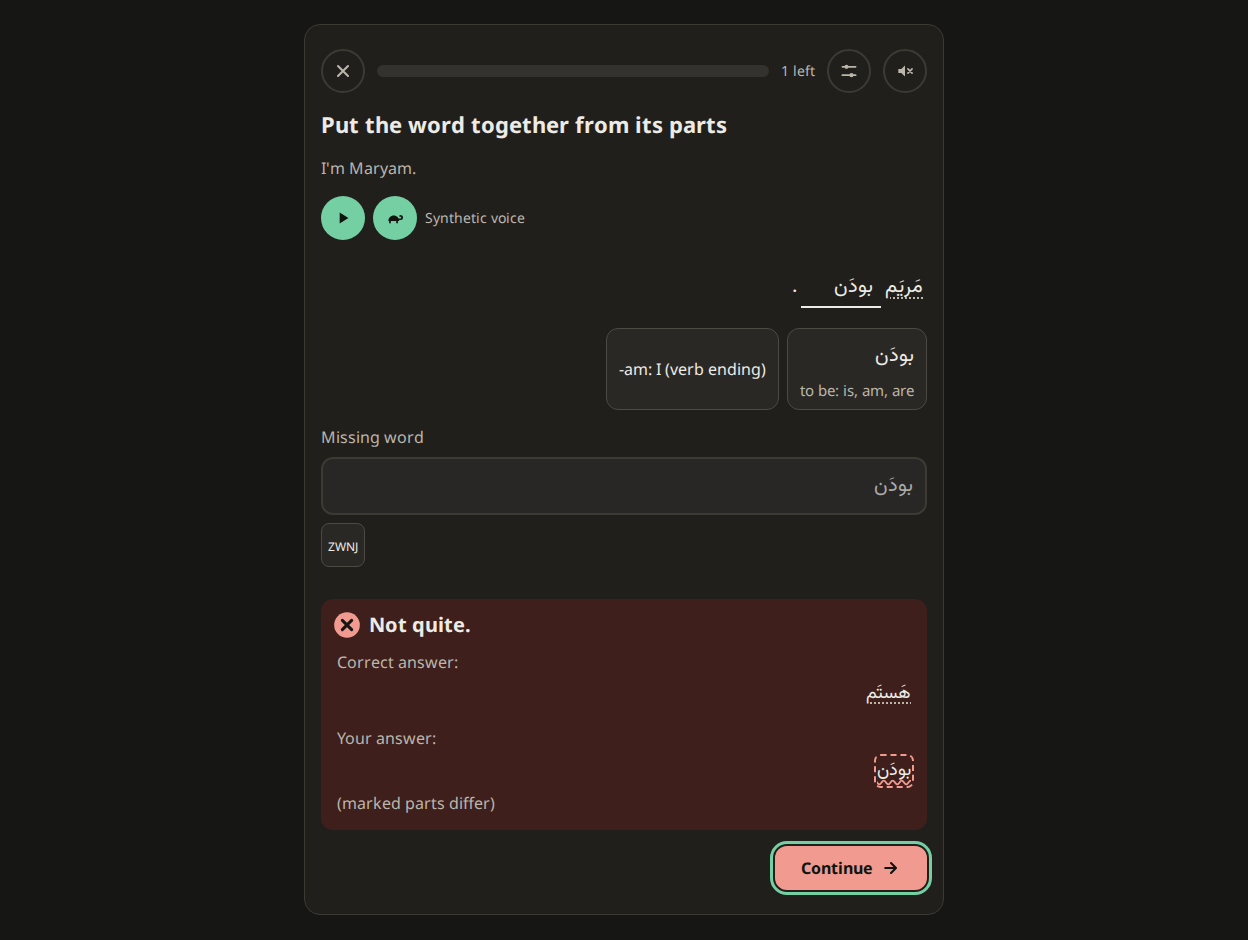 1 left
Put the word together from its parts
I'm Maryam.
Synthetic voice
مَریَم بودَن .
بودَن
to be: is, am, are
-am: I (verb ending)
Missing word
بودَن
ZWNJ
Not quite.
Correct answer:
هَستَم
Your answer:
بودَن
(marked parts differ)
Continue